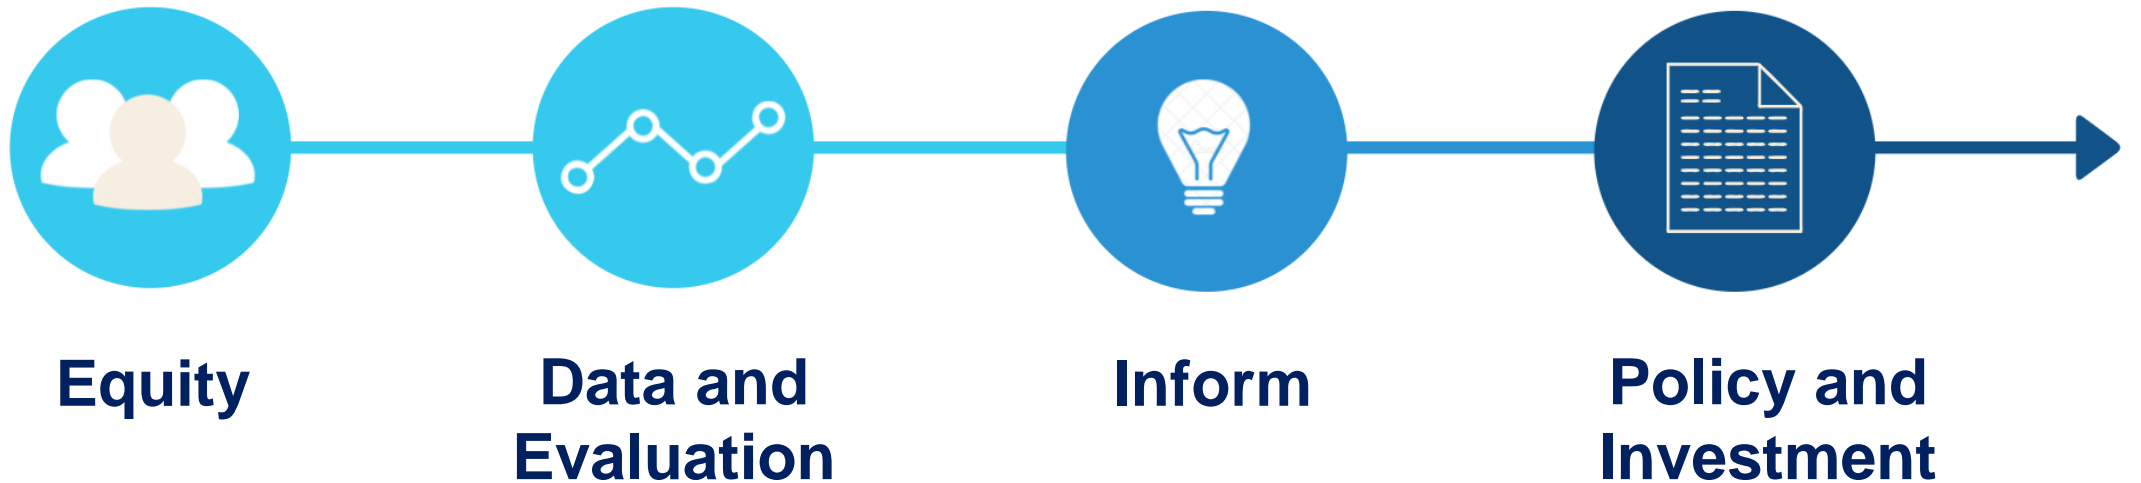 Equity
Data and
Evaluation
Inform
Policy and
Investment